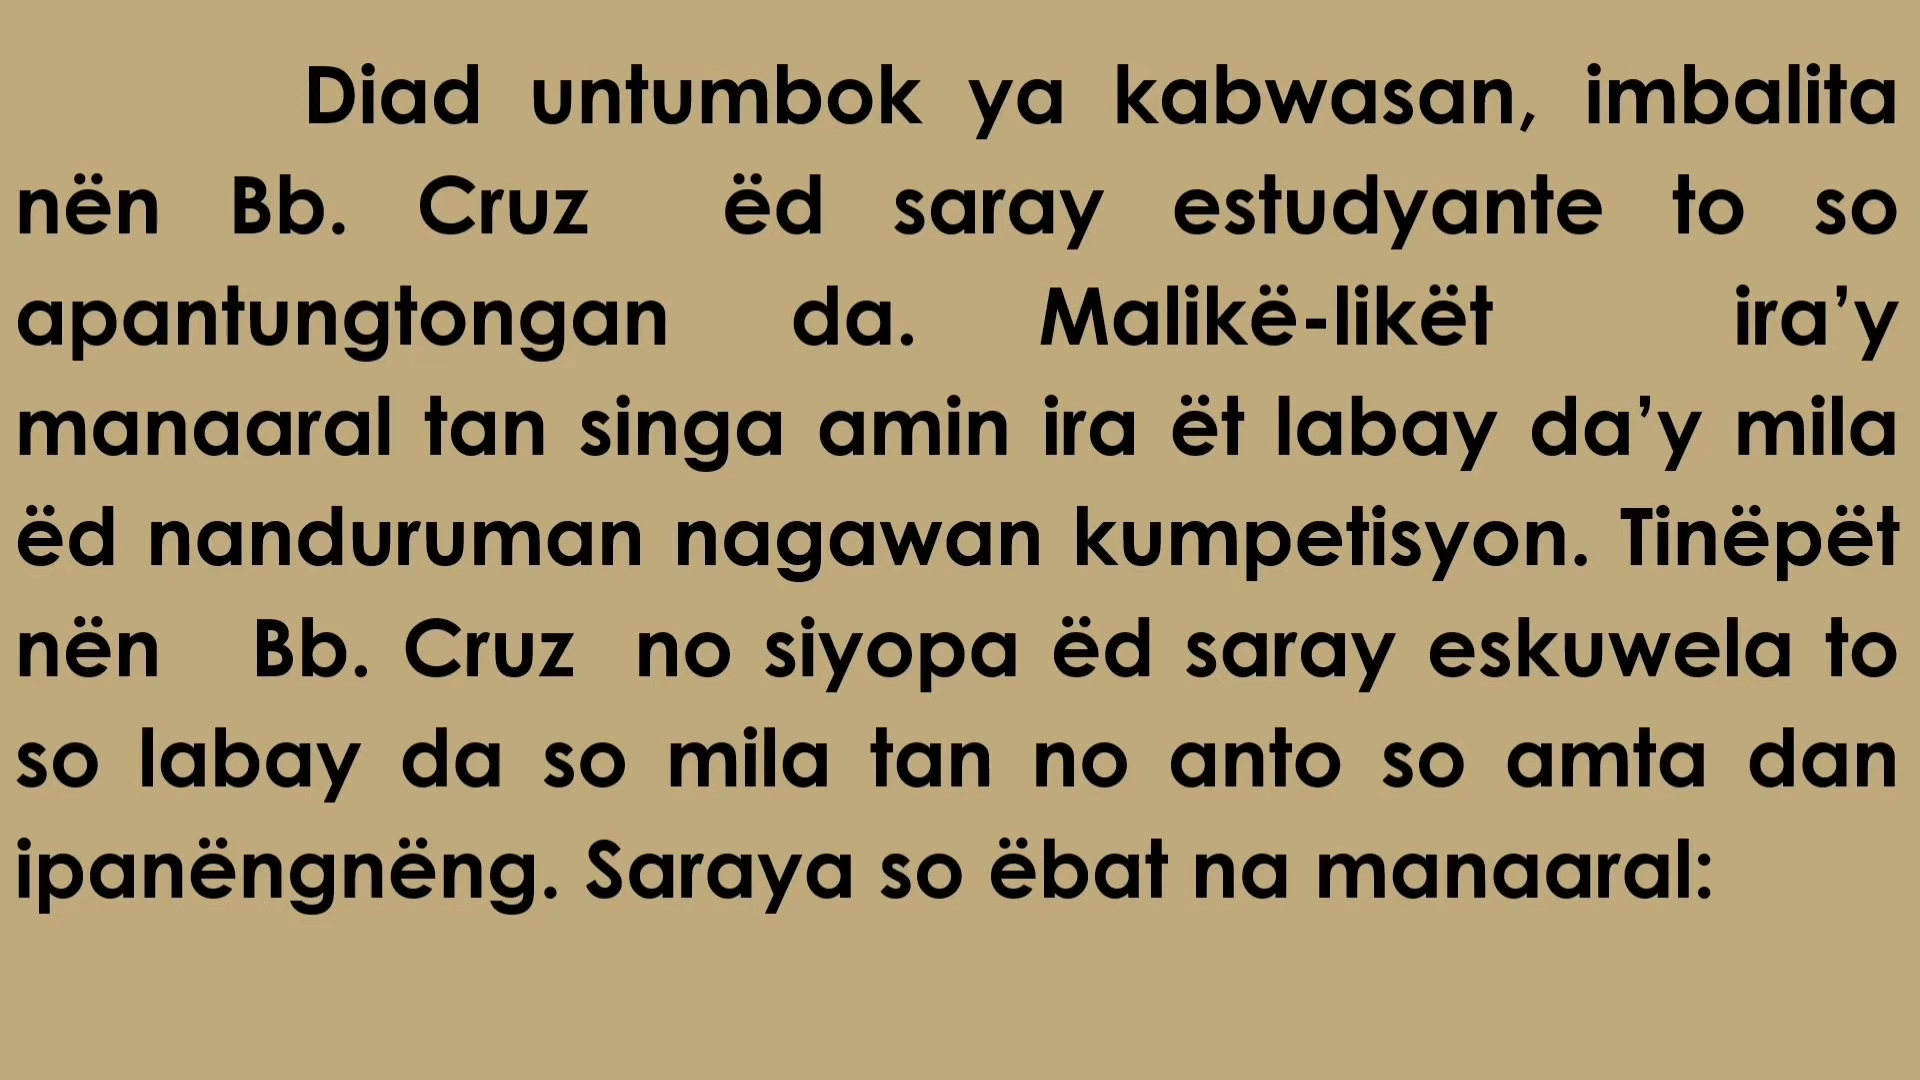 Diad untumbok ya kabwasan, imbalita
nën Bb. Cruz ëd saray estudyante to so
apantungtongan da. Malikë-likët ira’y
manaaral tan singa amin ira ët labay da’y mila
ëd nanduruman nagawan kumpetisyon. Tinëpët
nën Bb. Cruz no siyopa ëd saray eskuwela to
so labay da so mila tan no anto so amta dan
ipanëngnëng. Saraya so ëbat na manaaral: